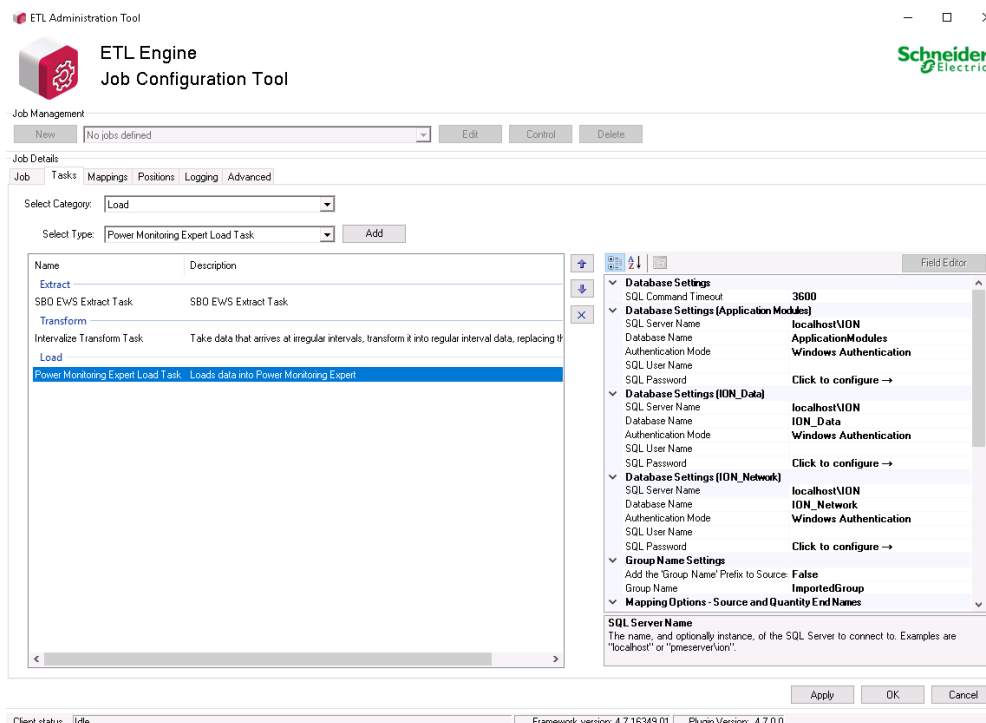 ETL Administration Tool
ETL Engine
Job Configuration Tool
Schneider
Electric
Job Management
New No jobs defined Edit Control Delete
Job Details
Job Tasks Mappings Positions Logging Advanced
Select Category: Load
Select Type: Power Monitoring Expert Load Task Add
Field Editor
Name Description
Extract
SBO EWS Extract Task SBO EWS Extract Task
Transform
Intervalize Transform Task Take data that arrives at irregular intervals, transform it into regular interval data, replacing th
Load
Power Monitoring Expert Load Task Loads data into Power Monitoring Expert
Database Settings
SQL Command Timeout 3600
Database Settings (Application Modules)
SQL Server Name localhost\ION
Database Name ApplicationModules
Authentication Mode Windows Authentication
SQL User Name
SQL Password Click to configure →
Database Settings (ION_Data)
SQL Server Name localhost\ION
Database Name ION_Data
Authentication Mode Windows Authentication
SQL User Name
SQL Password Click to configure →
Database Settings (ION_Network)
SQL Server Name localhost\ION
Database Name ION_Network
Authentication Mode Windows Authentication
SQL User Name
SQL Password Click to configure →
Group Name Settings
Add the 'Group Name' Prefix to Source: False
Group Name ImportedGroup
Mapping Options - Source and Quantity End Names
SQL Server Name
The name, and optionally instance, of the SQL Server to connect to. Examples are
"localhost" or "pmeserver\ion".
Apply OK Cancel
Client status Idle Framework version: 4.7.16349.01 Plugin Version: 4.7.0.0